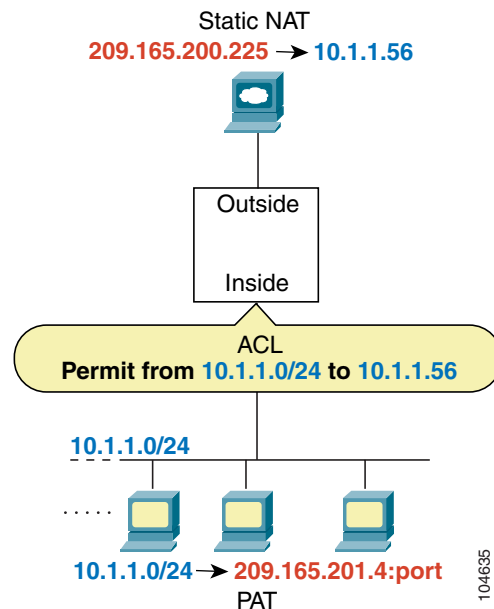 Static NAT
209.165.200.225 → 10.1.1.56
Outside
Inside
ACL
Permit from 10.1.1.0/24 to 10.1.1.56
10.1.1.0/24
10.1.1.0/24 → 209.165.201.4:port
PAT
104635